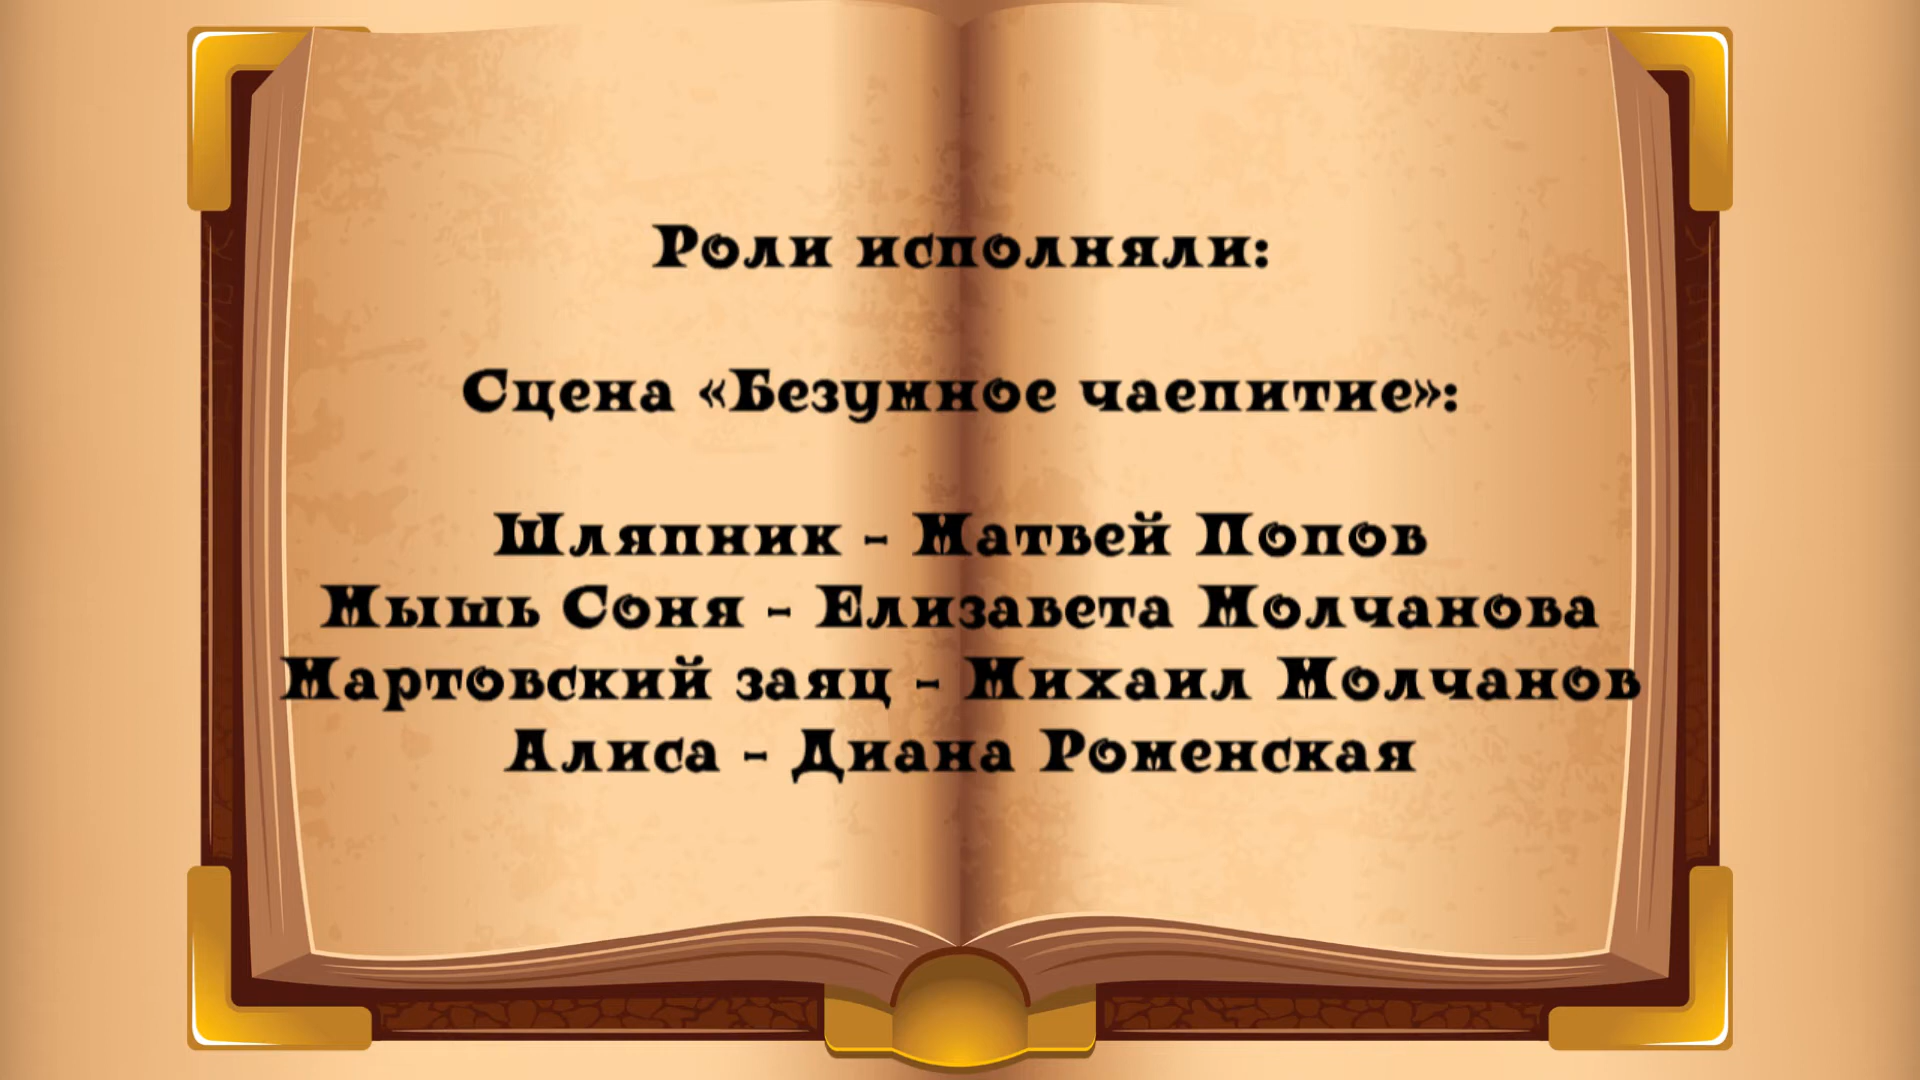 Роли исполняли:
Сцена «Безумное чаепитие»:
Шляпник - Матвей Попов
Мышь Соня - Елизавета Молчанова
Мартовский заяц - Михаил Молчанов
Алиса - Диана Роменская